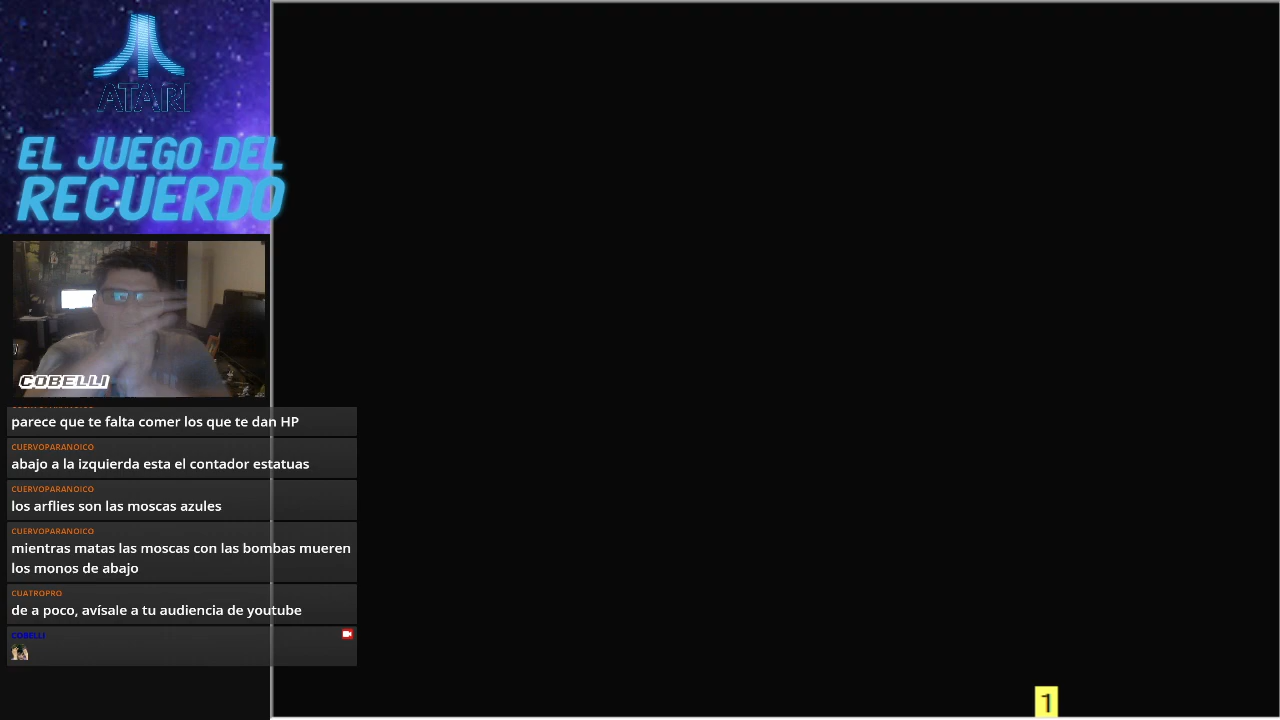 ATARI
EL JUEGO DEL
RECUERDO
COBELLI
parece que te falta comer los que te dan HP
CUERVOPARANOICO
abajo a la izquierda esta el contador estatuas
CUERVOPARANOICO
los arflies son las moscas azules
CUERVOPARANOICO
mientras matas las moscas con las bombas mueren
los monos de abajo
CUATROPRO
de a poco, avísale a tu audiencia de youtube
COBELLI
1